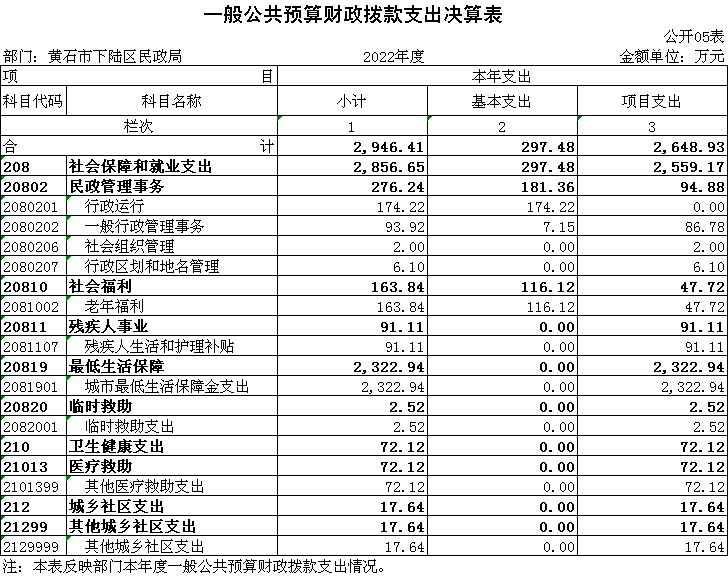 一般公共预算财政拨款支出决算表
公开05表
部门：黄石市下陆区民政局 2022年度 金额单位：万元
项 目 本年支出
科目代码 科目名称 小计 基本支出 项目支出
栏次 1 2 3
合 计 2,946.41 297.48 2,648.93
208 社会保障和就业支出 2,856.65 297.48 2,559.17
20802 民政管理事务 276.24 181.36 94.88
2080201 行政运行 174.22 174.22 0.00
2080202 一般行政管理事务 93.92 7.15 86.78
2080206 社会组织管理 2.00 0.00 2.00
2080207 行政区划和地名管理 6.10 0.00 6.10
20810 社会福利 163.84 116.12 47.72
2081002 老年福利 163.84 116.12 47.72
20811 残疾人事业 91.11 0.00 91.11
2081107 残疾人生活和护理补贴 91.11 0.00 91.11
20819 最低生活保障 2,322.94 0.00 2,322.94
2081901 城市最低生活保障金支出 2,322.94 0.00 2,322.94
20820 临时救助 2.52 0.00 2.52
2082001 临时救助支出 2.52 0.00 2.52
210 卫生健康支出 72.12 0.00 72.12
21013 医疗救助 72.12 0.00 72.12
2101399 其他医疗救助支出 72.12 0.00 72.12
212 城乡社区支出 17.64 0.00 17.64
21299 其他城乡社区支出 17.64 0.00 17.64
2129999 其他城乡社区支出 17.64 0.00 17.64
注：本表反映部门本年度一般公共预算财政拨款支出情况。